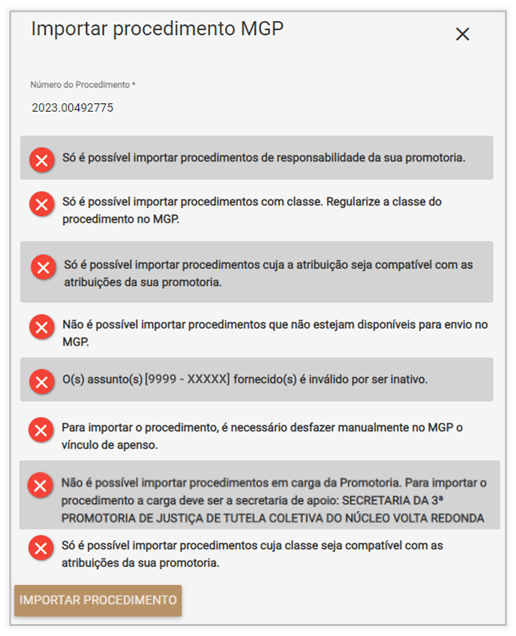 Importar procedimento MGP
Número do Procedimento *
2023.00492775
Só é possível importar procedimentos de responsabilidade da sua promotoria.
Só é possível importar procedimentos com classe. Regularize a classe do
procedimento no MGP.
Só é possível importar procedimentos cuja a atribuição seja compatível com as
atribuições da sua promotoria.
Não é possível importar procedimentos que não estejam disponíveis para envio no
MGP.
O(s) assunto(s) [9999 - XXXXX] fornecido(s) é inválido por ser inativo.
Para importar o procedimento, é necessário desfazer manualmente no MGP o
vínculo de apenso.
Não é possível importar procedimentos em carga da Promotoria. Para importar o
procedimento a carga deve ser a secretaria de apoio: SECRETARIA DA 3ª
PROMOTORIA DE JUSTIÇA DE TUTELA COLETIVA DO NÚCLEO VOLTA REDONDA
Só é possível importar procedimentos cuja classe seja compatível com as
atribuições da sua promotoria.
IMPORTAR PROCEDIMENTO